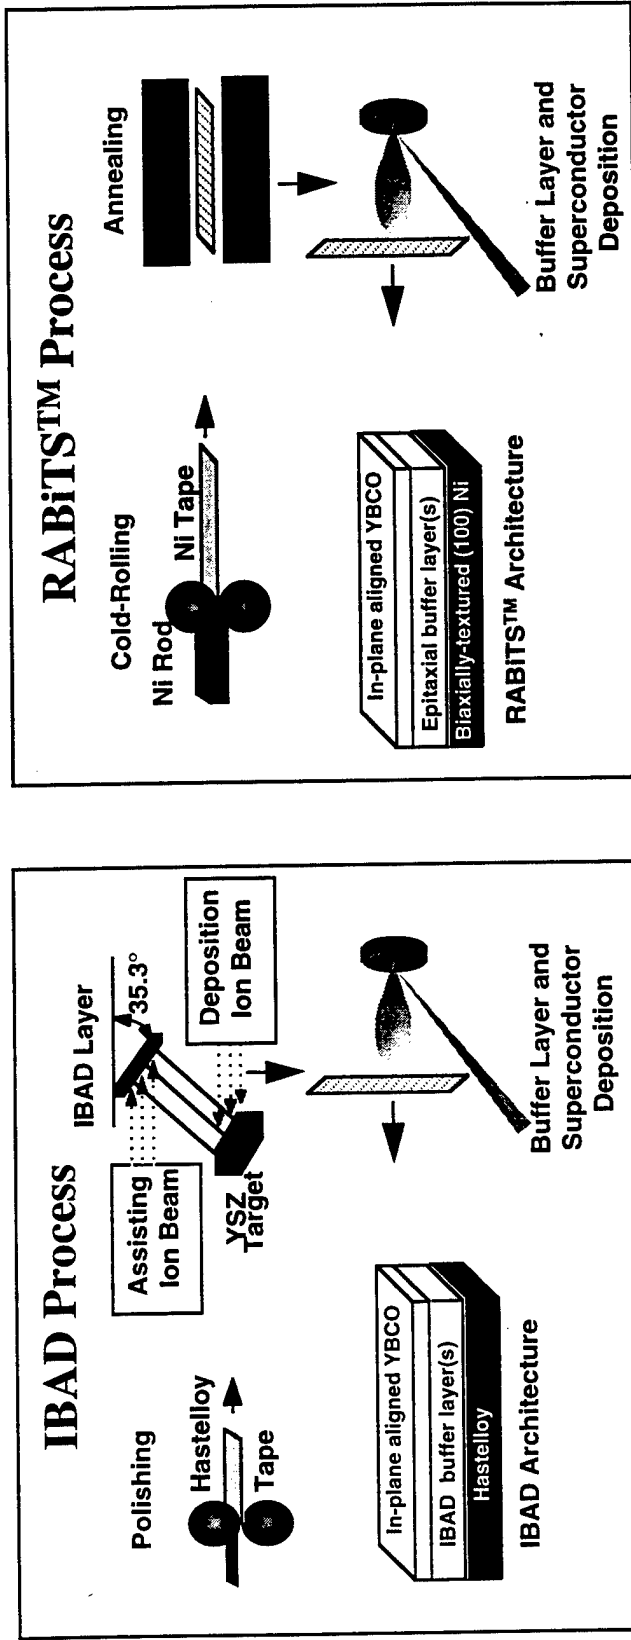 IBAD Process
Polishing
Hastelloy
Tape
Assisting
Ion Beam
IBAD Layer
35.3°
YSZ
Target
Deposition
Ion Beam
In-plane aligned YBCO
IBAD buffer layer(s)
Hastelloy
IBAD Architecture
Buffer Layer and
Superconductor
Deposition
RABiTS™ Process
Cold-Rolling
Ni Rod
Ni Tape
Annealing
In-plane aligned YBCO
Epitaxial buffer layer(s)
Biaxially-textured (100) Ni
RABiTS™ Architecture
Buffer Layer and
Superconductor
Deposition